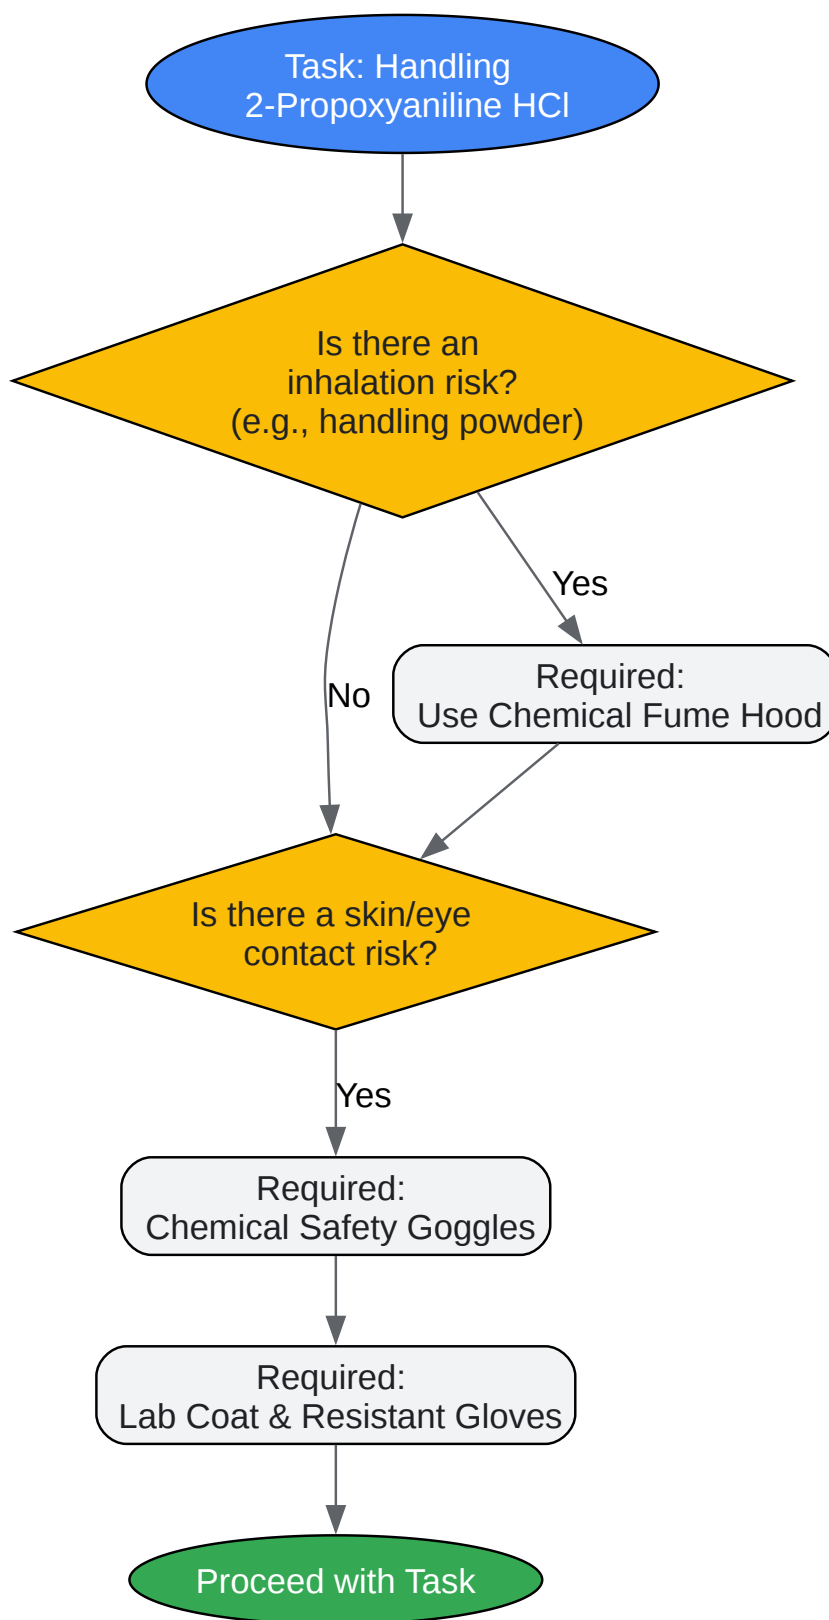 Task: Handling
2-Propoxyaniline HCl
Is there an
inhalation risk?
(e.g., handling powder)
Yes
Required:
Use Chemical Fume Hood
No
Is there a skin/eye
contact risk?
Yes
Required:
Chemical Safety Goggles
Required:
Lab Coat & Resistant Gloves
Proceed with Task